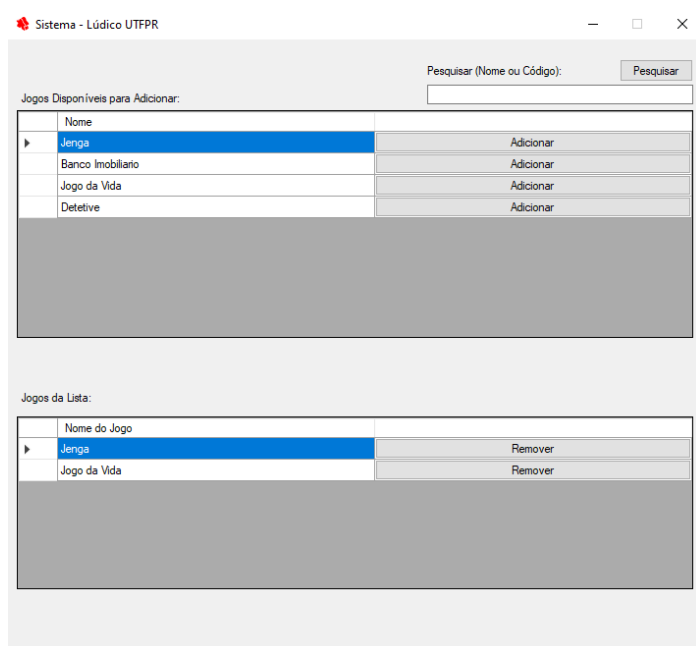 Sistema - Lúdico UTFPR
Pesquisar (Nome ou Código):
Pesquisar
Jogos Disponíveis para Adicionar:
Nome
Jenga Adicionar
Banco Imobiliario Adicionar
Jogo da Vida Adicionar
Detetive Adicionar
Jogos da Lista:
Nome do Jogo
Jenga Remover
Jogo da Vida Remover